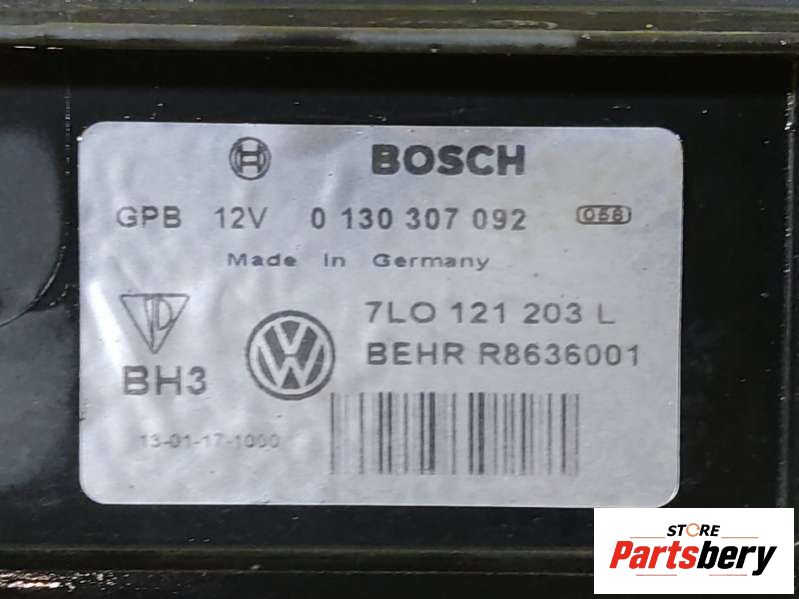 BOSCH
GPB 12V 0 130 307 092 058
Made In Germany
7LO 121 203 L
BEHR R8636001
BH3
13-01-17-1000
STORE
Partsbery